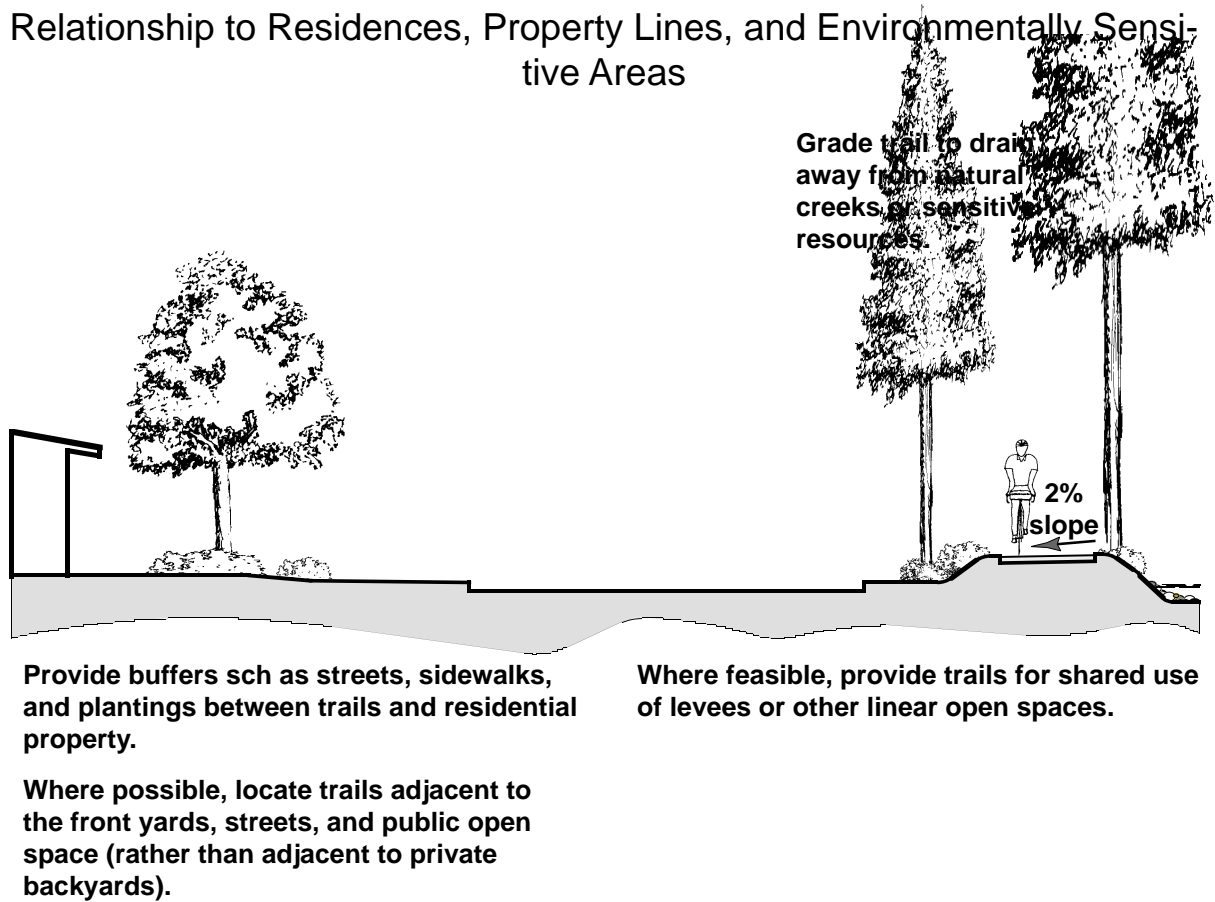 Relationship to Residences, Property Lines, and Environmentally Sensi-
tive Areas
Grade trail to drain
away from natural
creeks or sensitive
resources.
2%
slope
Provide buffers sch as streets, sidewalks,
and plantings between trails and residential
property.
Where possible, locate trails adjacent to
the front yards, streets, and public open
space (rather than adjacent to private
backyards).
Where feasible, provide trails for shared use
of levees or other linear open spaces.